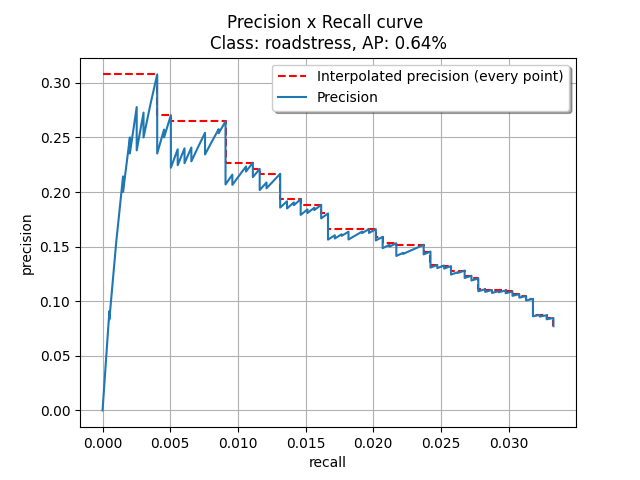 Precision x Recall curve
Class: roadstress, AP: 0.64%
Interpolated precision (every point)
Precision
0.30
0.25
0.20
0.15
0.10
0.05
0.00
precision
0.000 0.005 0.010 0.015 0.020 0.025 0.030
recall